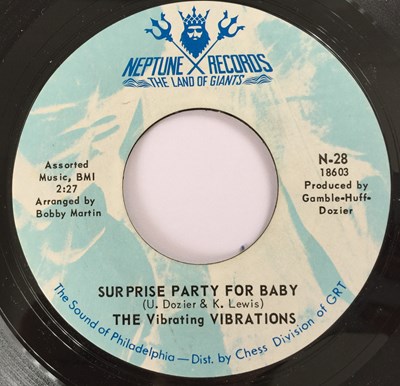 NEPTUNE RECORDS
THE LAND OF GIANTS
Assorted
Music, BMI
2:27
Arranged by
Bobby Martin
N-28
18603
Produced by
Gamble-Huff-
Dozier
SURPRISE PARTY FOR BABY
(U. Dozier & K. Lewis)
THE Vibrating VIBRATIONS
The Sound of Philadelphia — Dist. by Chess Division of GRT